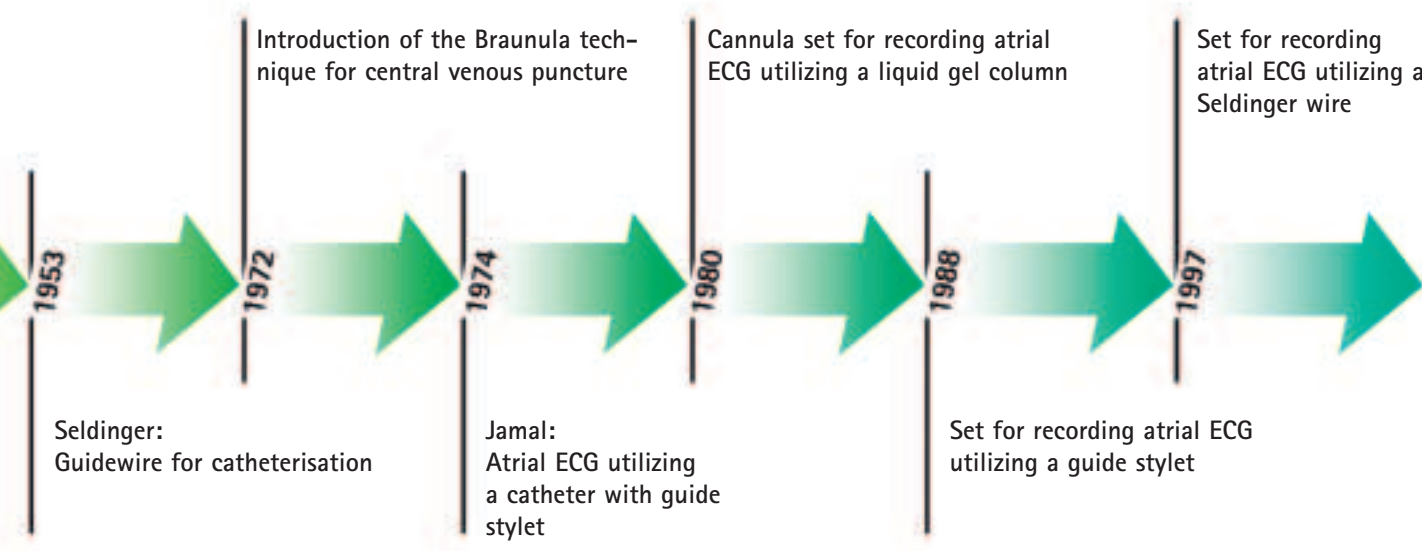 Introduction of the Braunula tech-
nique for central venous puncture
Cannula set for recording atrial
ECG utilizing a liquid gel column
Set for recording
atrial ECG utilizing a
Seldinger wire
1953
1972
1974
1980
1988
1997
Seldinger:
Guidewire for catheterisation
Jamal:
Atrial ECG utilizing
a catheter with guide
stylet
Set for recording atrial ECG
utilizing a guide stylet